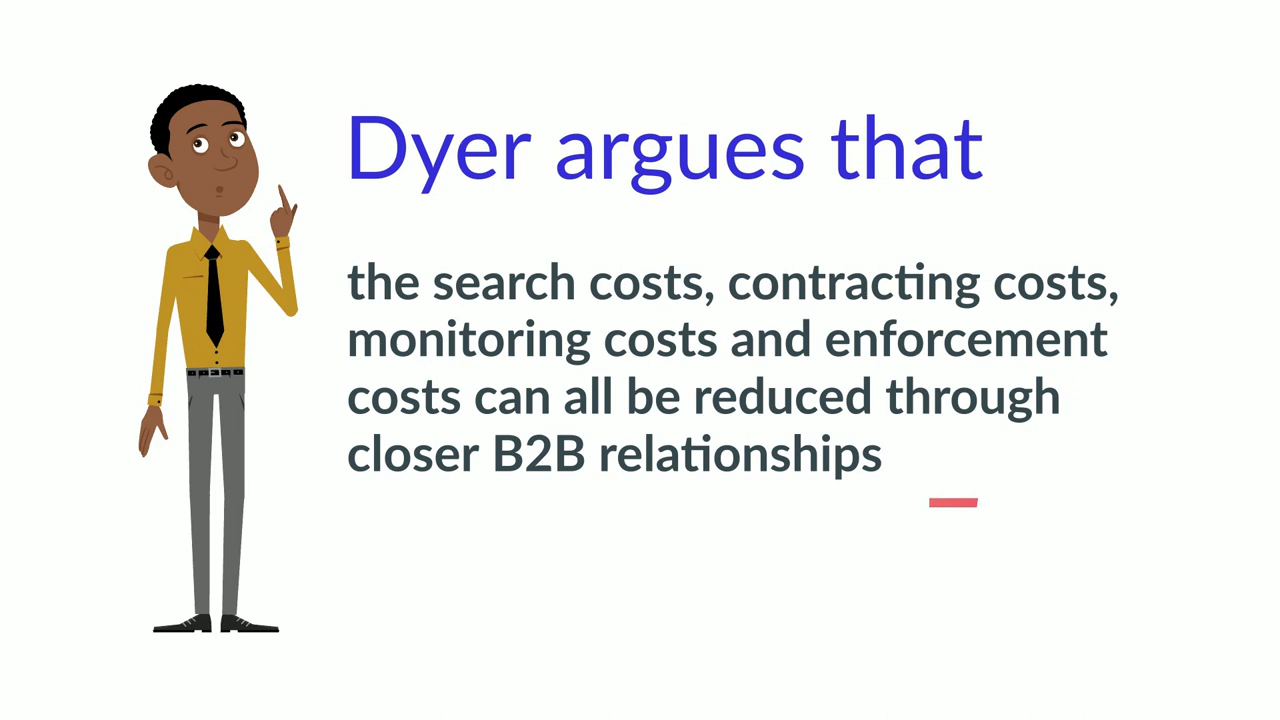 Dyer argues that
the search costs, contracting costs,
monitoring costs and enforcement
costs can all be reduced through
closer B2B relationships